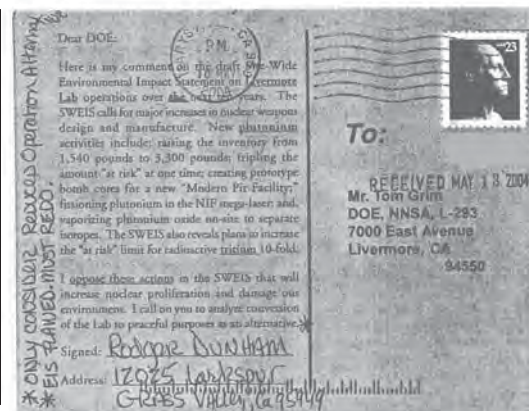 Dear DOE:
Here is my comment on the draft Site-Wide
Environmental Impact Statement on Livermore
Lab operations over the next ten years. The
SWEIS calls for major increases in nuclear weapons
design and manufacture. New plutonium
activities include: raising the inventory from
1,540 pounds to 3,300 pounds; tripling the
amount "at risk" at one time; creating prototype
bomb cores for a new "Modern Pit Facility;"
fissioning plutonium in the NIF mega-laser; and,
vaporizing plutonium oxide on-site to separate
isotopes. The SWEIS also reveals plans to increase
the "at risk" limit for radioactive tritium 10-fold.
I oppose these actions in the SWEIS that will
increase nuclear proliferation and damage our
environment. I call on you to analyze conversion
of the Lab to peaceful purposes as an alternative.*
Signed: Rodger DUNHAM
Address: 12985 Larkspur
GRASS Valley, Ca 95949
* ONLY CONSIDER Reduced Operation
* EIS FLAWED. MUST REDO.
PM
23
To:
RECEIVED MAY 13 2004
Mr. Tom Grim
DOE, NNSA, L-293
7000 East Avenue
Livermore, CA
94550